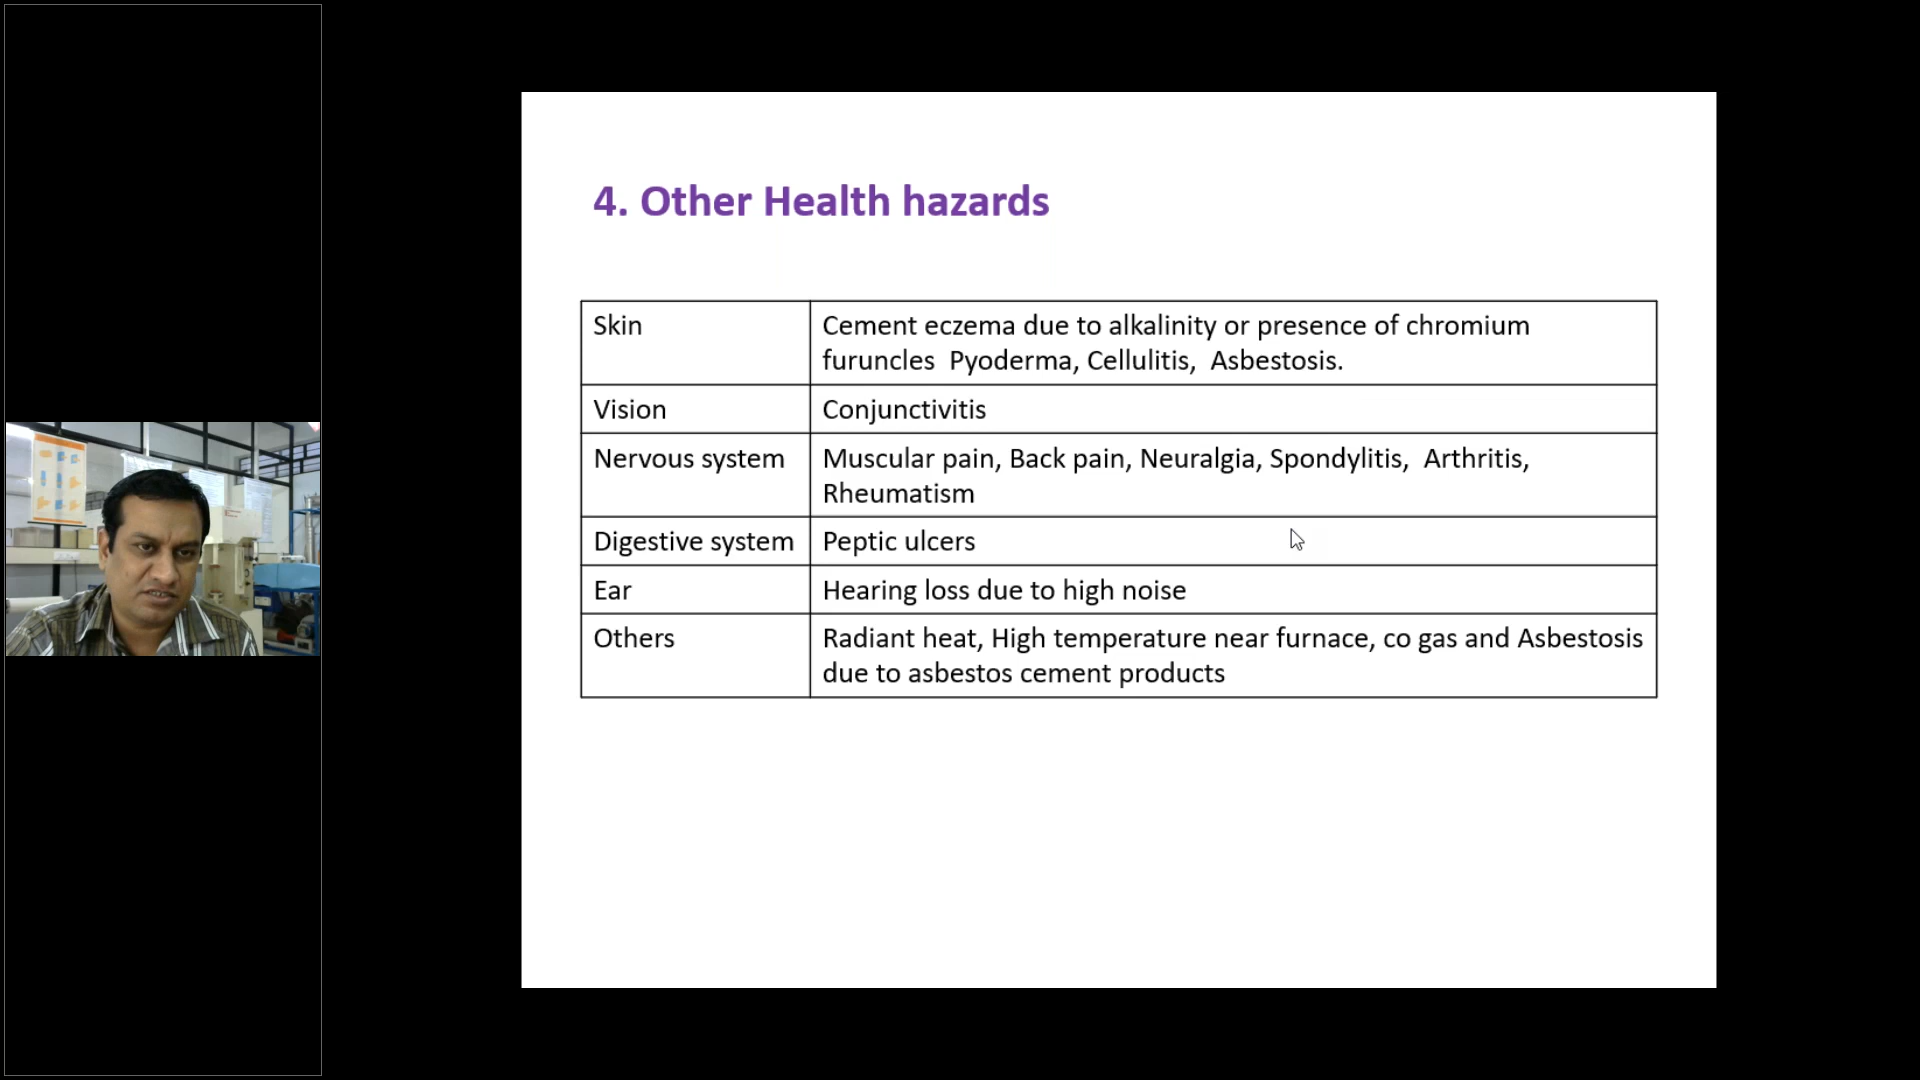 4. Other Health hazards
Skin
Cement eczema due to alkalinity or presence of chromium
furuncles  Pyoderma, Cellulitis,  Asbestosis.
Vision
Conjunctivitis
Nervous system
Muscular pain, Back pain, Neuralgia, Spondylitis,  Arthritis,
Rheumatism
Digestive system
Peptic ulcers
Ear
Hearing loss due to high noise
Others
Radiant heat, High temperature near furnace, co gas and Asbestosis
due to asbestos cement products